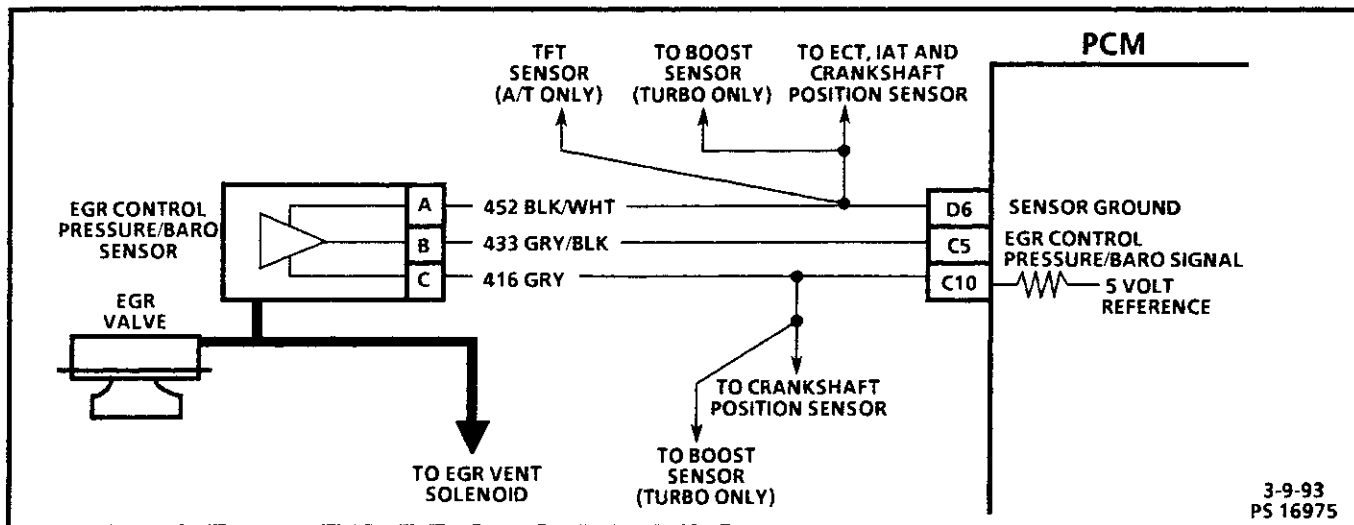 PCM
TFT
SENSOR
(A/T ONLY)
TO BOOST
SENSOR
(TURBO ONLY)
TO ECT, IAT AND
CRANKSHAFT
POSITION SENSOR
EGR CONTROL
PRESSURE/BARO
SENSOR
A
452 BLK/WHT
D6
SENSOR GROUND
B
433 GRY/BLK
C5
EGR CONTROL
PRESSURE/BARO SIGNAL
C
416 GRY
C10
5 VOLT
REFERENCE
EGR
VALVE
TO CRANKSHAFT
POSITION SENSOR
TO EGR VENT
SOLENOID
TO BOOST
SENSOR
(TURBO ONLY)
3-9-93
PS 16975